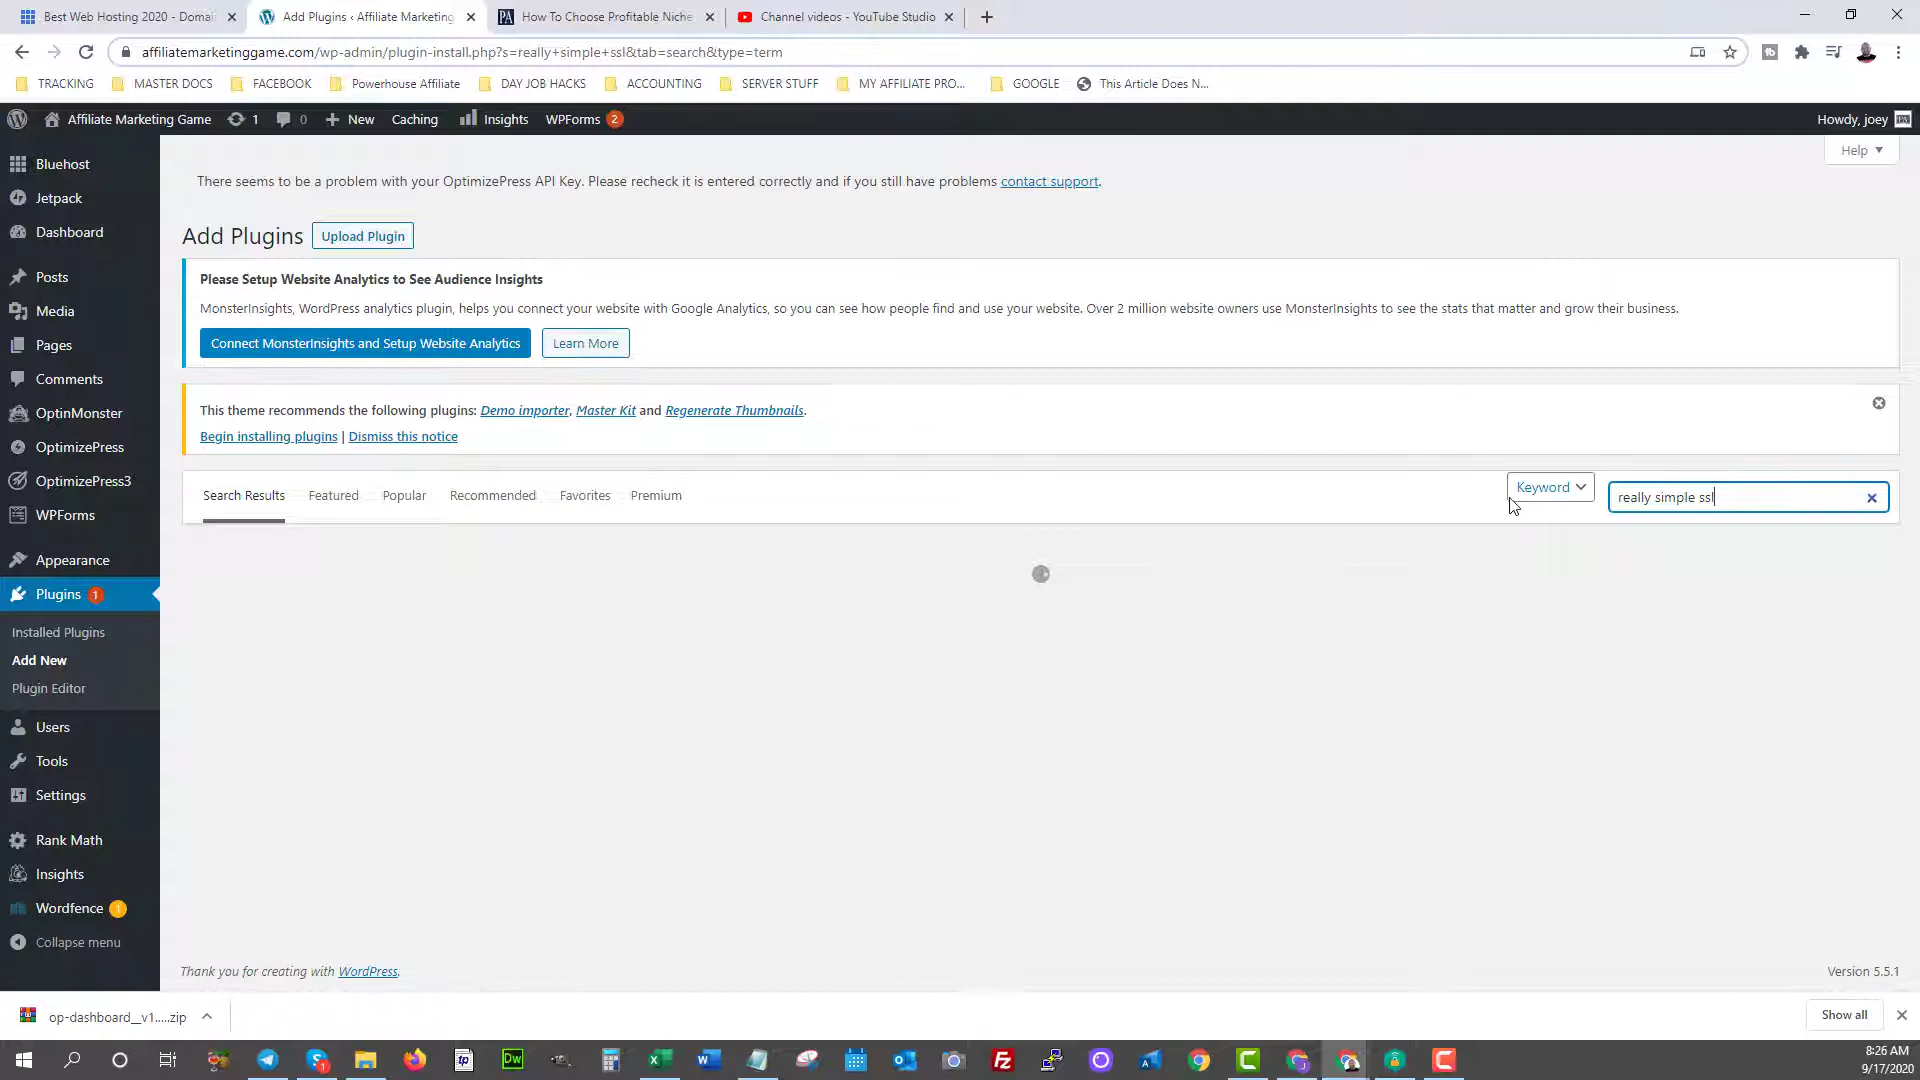 Best Web Hosting 2020 - Domai
Add Plugins ‹ Affiliate Marketing
How To Choose Profitable Niche
Channel videos - YouTube Studio
affiliatemarketinggame.com/wp-admin/plugin-install.php?s=really+simple+ssl&tab=search&type=term
TRACKING
MASTER DOCS
FACEBOOK
Powerhouse Affiliate
DAY JOB HACKS
ACCOUNTING
SERVER STUFF
MY AFFILIATE PRO...
GOOGLE
This Article Does N...
Affiliate Marketing Game
1
0
New
Caching
Insights
WPForms 2
Howdy, joey
Help
Bluehost
Jetpack
Dashboard
Posts
Media
Pages
Comments
OptinMonster
OptimizePress
OptimizePress3
WPForms
Appearance
Plugins 1
Installed Plugins
Add New
Plugin Editor
Users
Tools
Settings
Rank Math
Insights
Wordfence 1
Collapse menu
There seems to be a problem with your OptimizePress API Key. Please recheck it is entered correctly and if you still have problems contact support.
Add Plugins
Upload Plugin
Please Setup Website Analytics to See Audience Insights
MonsterInsights, WordPress analytics plugin, helps you connect your website with Google Analytics, so you can see how people find and use your website. Over 2 million website owners use MonsterInsights to see the stats that matter and grow their business.
Connect MonsterInsights and Setup Website Analytics
Learn More
This theme recommends the following plugins: Demo importer, Master Kit and Regenerate Thumbnails.
Begin installing plugins | Dismiss this notice
Search Results
Featured
Popular
Recommended
Favorites
Premium
Keyword
really simple ssl
Thank you for creating with WordPress.
Version 5.5.1
op-dashboard__v1.....zip
Show all
8:26 AM
9/17/2020